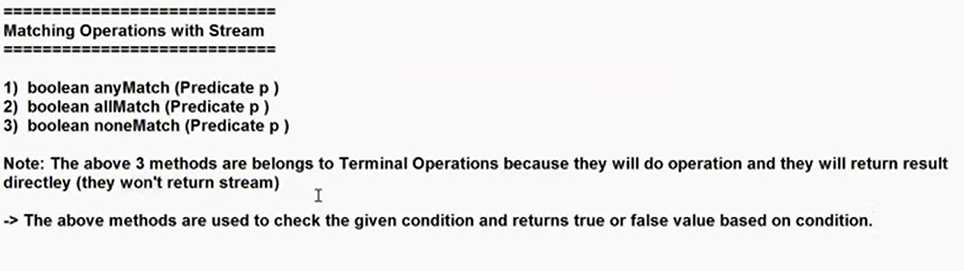 ============================
Matching Operations with Stream
============================
1) boolean anyMatch (Predicate p )
2) boolean allMatch (Predicate p )
3) boolean noneMatch (Predicate p )
Note: The above 3 methods are belongs to Terminal Operations because they will do operation and they will return result
directley (they won't return stream)
-> The above methods are used to check the given condition and returns true or false value based on condition.